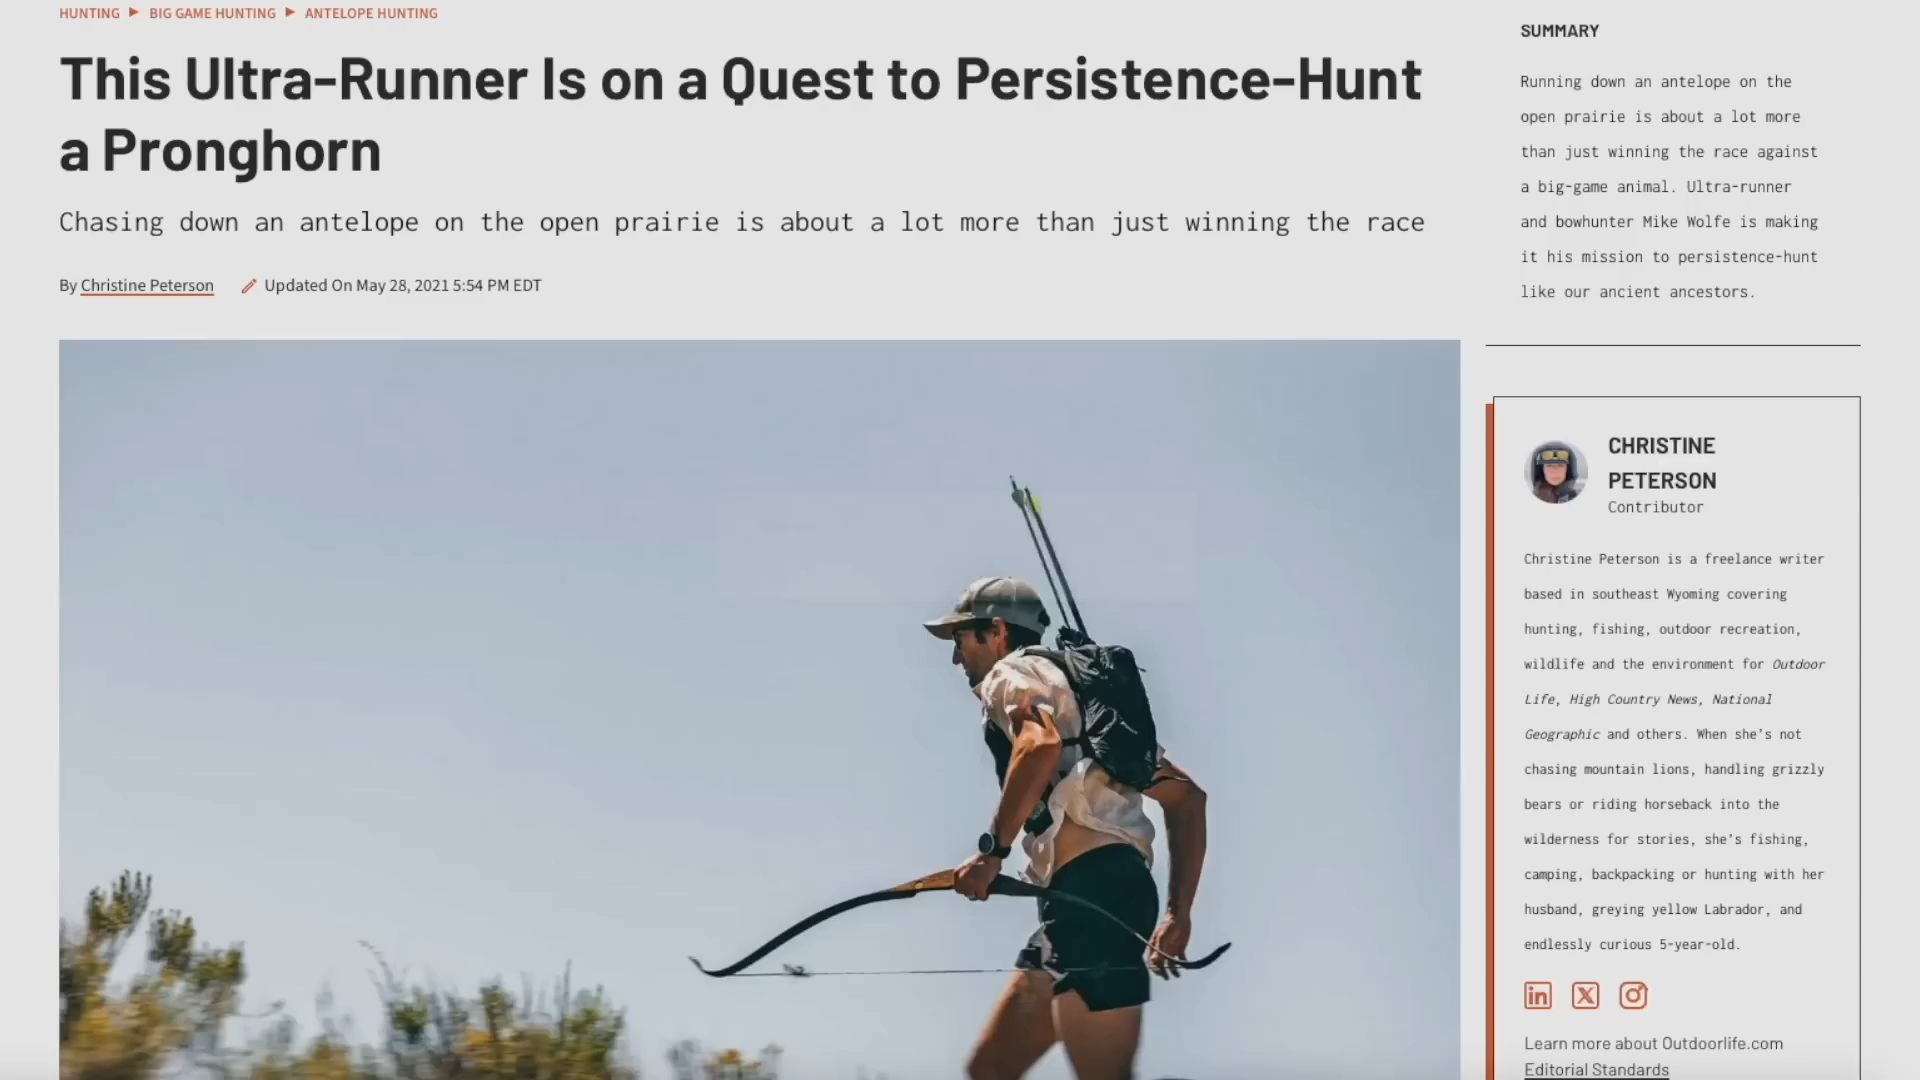 HUNTING ▶ BIG GAME HUNTING ▶ ANTELOPE HUNTING
This Ultra-Runner Is on a Quest to Persistence-Hunt
a Pronghorn
Chasing down an antelope on the open prairie is about a lot more than just winning the race
By Christine Peterson Updated On May 28, 2021 5:54 PM EDT
SUMMARY
Running down an antelope on the
open prairie is about a lot more
than just winning the race against
a big-game animal. Ultra-runner
and bowhunter Mike Wolfe is making
it his mission to persistence-hunt
like our ancient ancestors.
CHRISTINE
PETERSON
Contributor
Christine Peterson is a freelance writer
based in southeast Wyoming covering
hunting, fishing, outdoor recreation,
wildlife and the environment for Outdoor
Life, High Country News, National
Geographic and others. When she's not
chasing mountain lions, handling grizzly
bears or riding horseback into the
wilderness for stories, she's fishing,
camping, backpacking or hunting with her
husband, greying yellow Labrador, and
endlessly curious 5-year-old.
Learn more about Outdoorlife.com
Editorial Standards